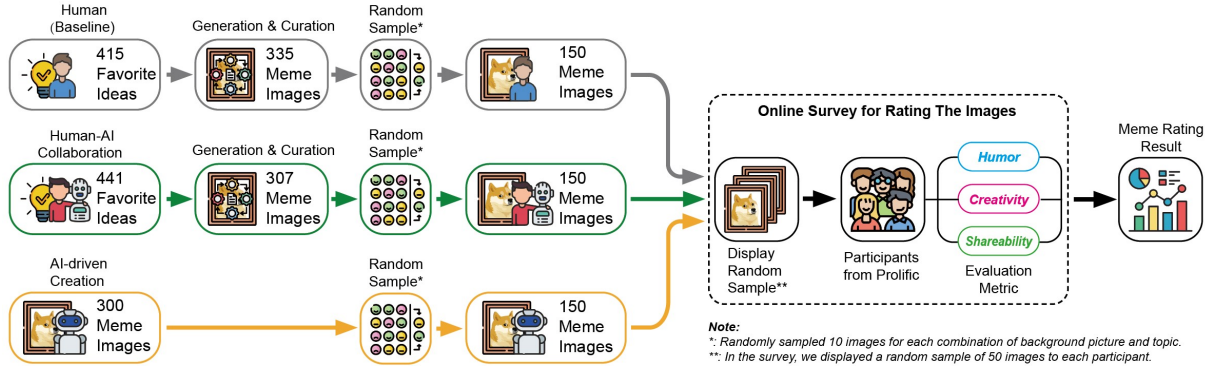 Human
(Baseline)
415
Favorite
Ideas
Generation & Curation
335
Meme
Images
Random
Sample*
150
Meme
Images
Human-AI
Collaboration
441
Favorite
Ideas
Generation & Curation
307
Meme
Images
Random
Sample*
150
Meme
Images
AI-driven
Creation
300
Meme
Images
Random
Sample*
150
Meme
Images
Online Survey for Rating The Images
Display
Random
Sample**
Participants
from Prolific
Humor
Creativity
Shareability
Evaluation
Metric
Meme Rating
Result
Note:
*: Randomly sampled 10 images for each combination of background picture and topic.
**: In the survey, we displayed a random sample of 50 images to each participant.